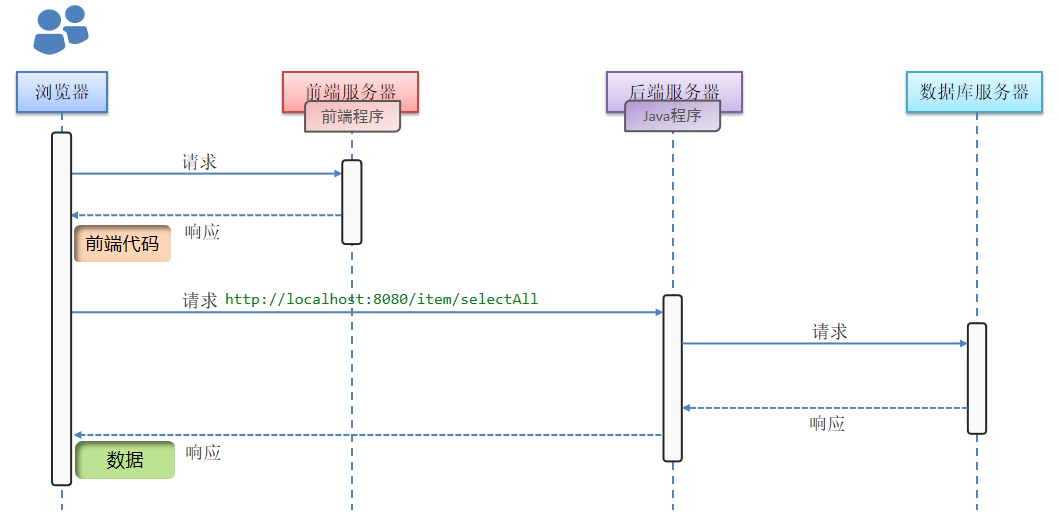 浏览器
前端服务器
前端程序
后端服务器
Java程序
数据库服务器
请求
响应
前端代码
请求 http://localhost:8080/item/selectAll
请求
响应
响应
数据